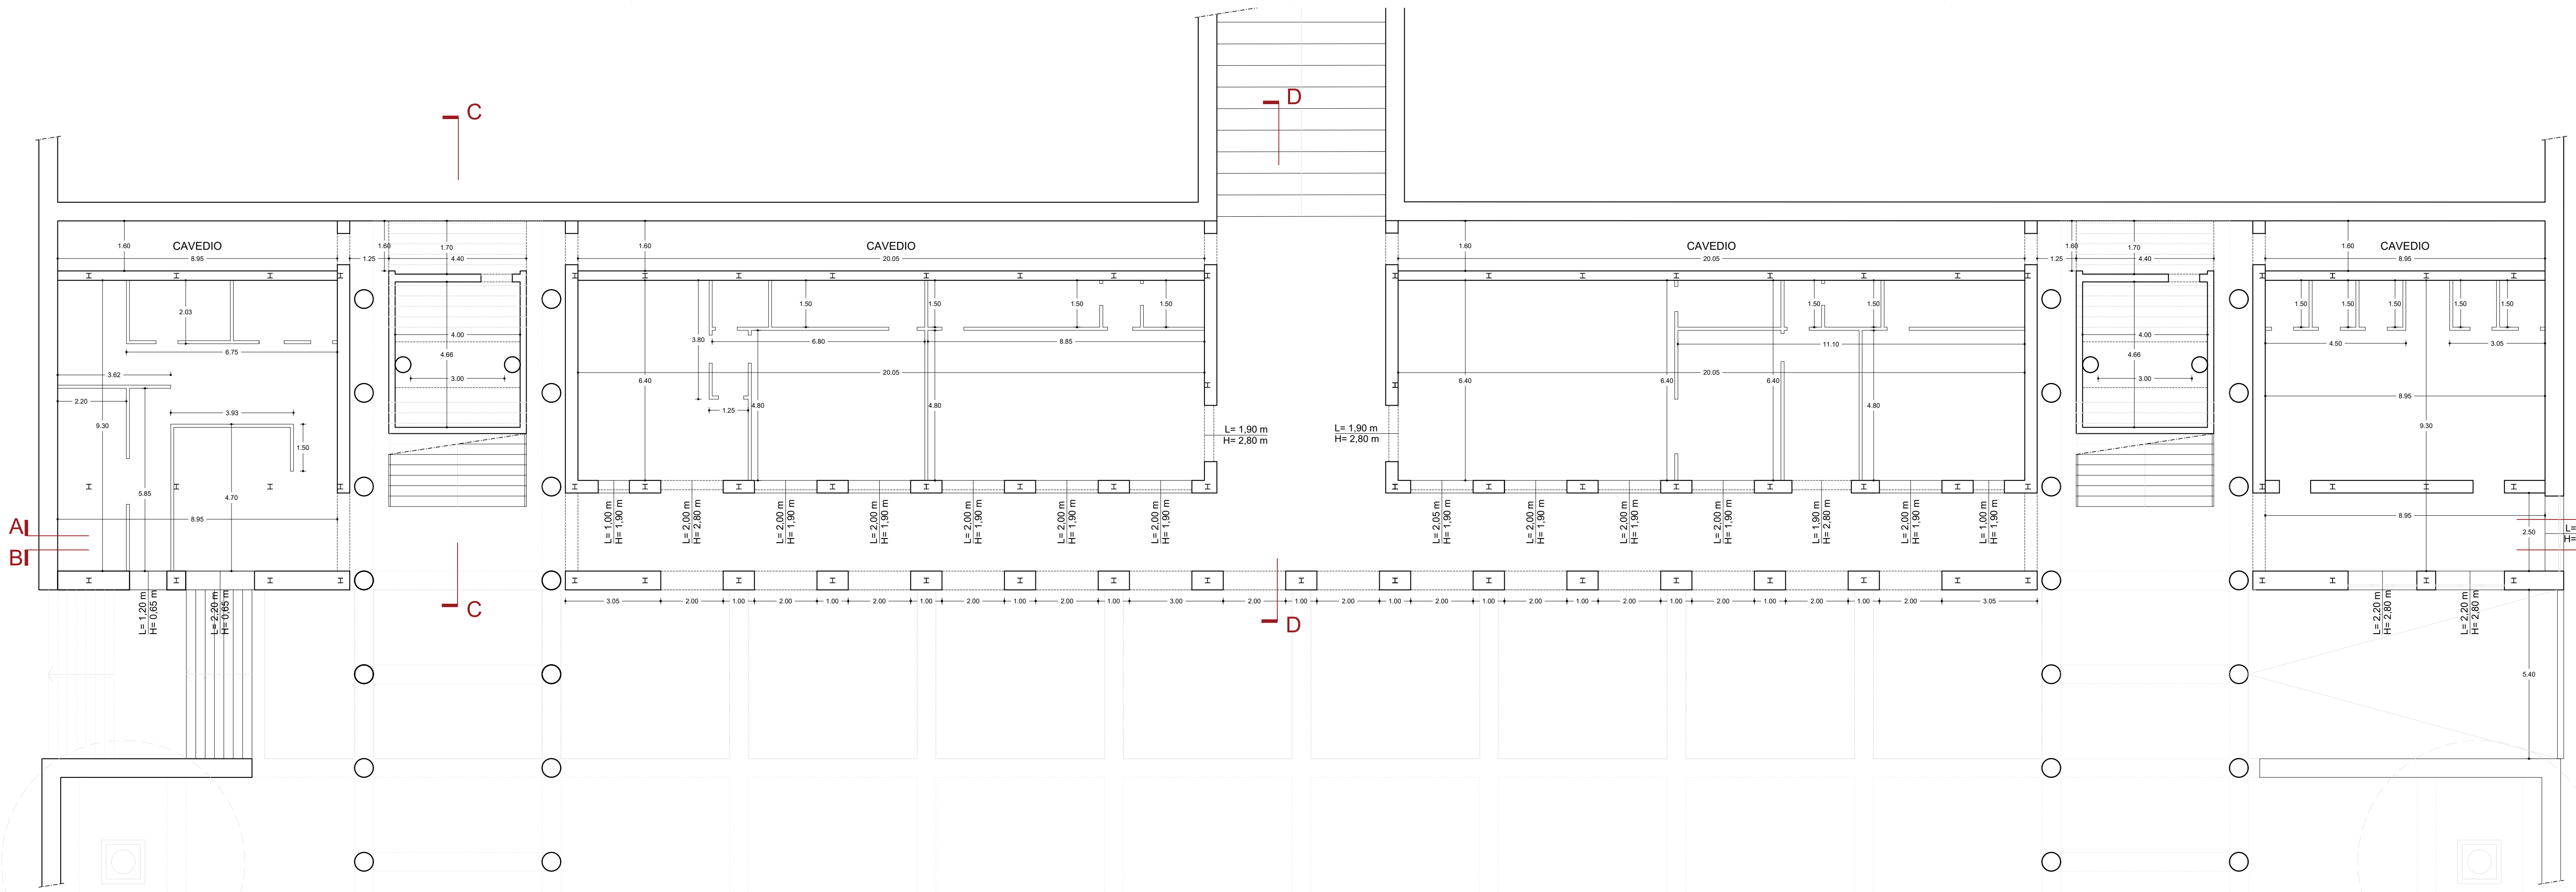 C
D
1.60
CAVEDIO
8.95
1.60
1.25
1.70
4.40
1.60
CAVEDIO
20.05
1.60
CAVEDIO
20.05
1.60
1.25
1.70
4.40
1.60
CAVEDIO
8.95
2.03
6.75
3.62
2.20
9.30
3.93
1.50
5.85
4.70
8.95
4.00
4.66
3.00
1.50
1.50
1.50
1.50
3.80
6.80
8.85
6.40
20.05
1.25
4.80
4.80
L= 1,90 m
H= 2,80 m
L= 1,90 m
H= 2,80 m
1.50
1.50
11.10
6.40
20.05
6.40
6.40
4.80
4.00
4.66
3.00
1.50
1.50
1.50
1.50
1.50
4.50
3.05
8.95
9.30
8.95
2.50
L=
H=
A
B
L= 1,00 m
H= 1,90 m
L= 2,00 m
H= 2,80 m
L= 2,00 m
H= 1,90 m
L= 2,00 m
H= 1,90 m
L= 2,00 m
H= 1,90 m
L= 2,00 m
H= 1,90 m
L= 2,00 m
H= 1,90 m
L= 2,05 m
H= 1,90 m
L= 2,00 m
H= 1,90 m
L= 2,00 m
H= 1,90 m
L= 2,00 m
H= 1,90 m
L= 1,90 m
H= 2,80 m
L= 2,00 m
H= 1,90 m
L= 1,00 m
H= 1,90 m
L= 1,20 m
H= 0,65 m
L= 2,20 m
H= 0,65 m
C
3.05
2.00
1.00
2.00
1.00
2.00
1.00
2.00
1.00
2.00
1.00
3.00
2.00
1.00
2.00
1.00
2.00
1.00
2.00
1.00
2.00
1.00
2.00
1.00
2.00
1.00
2.00
3.05
D
L= 2,20 m
H= 2,80 m
L= 2,20 m
H= 2,80 m
5.40